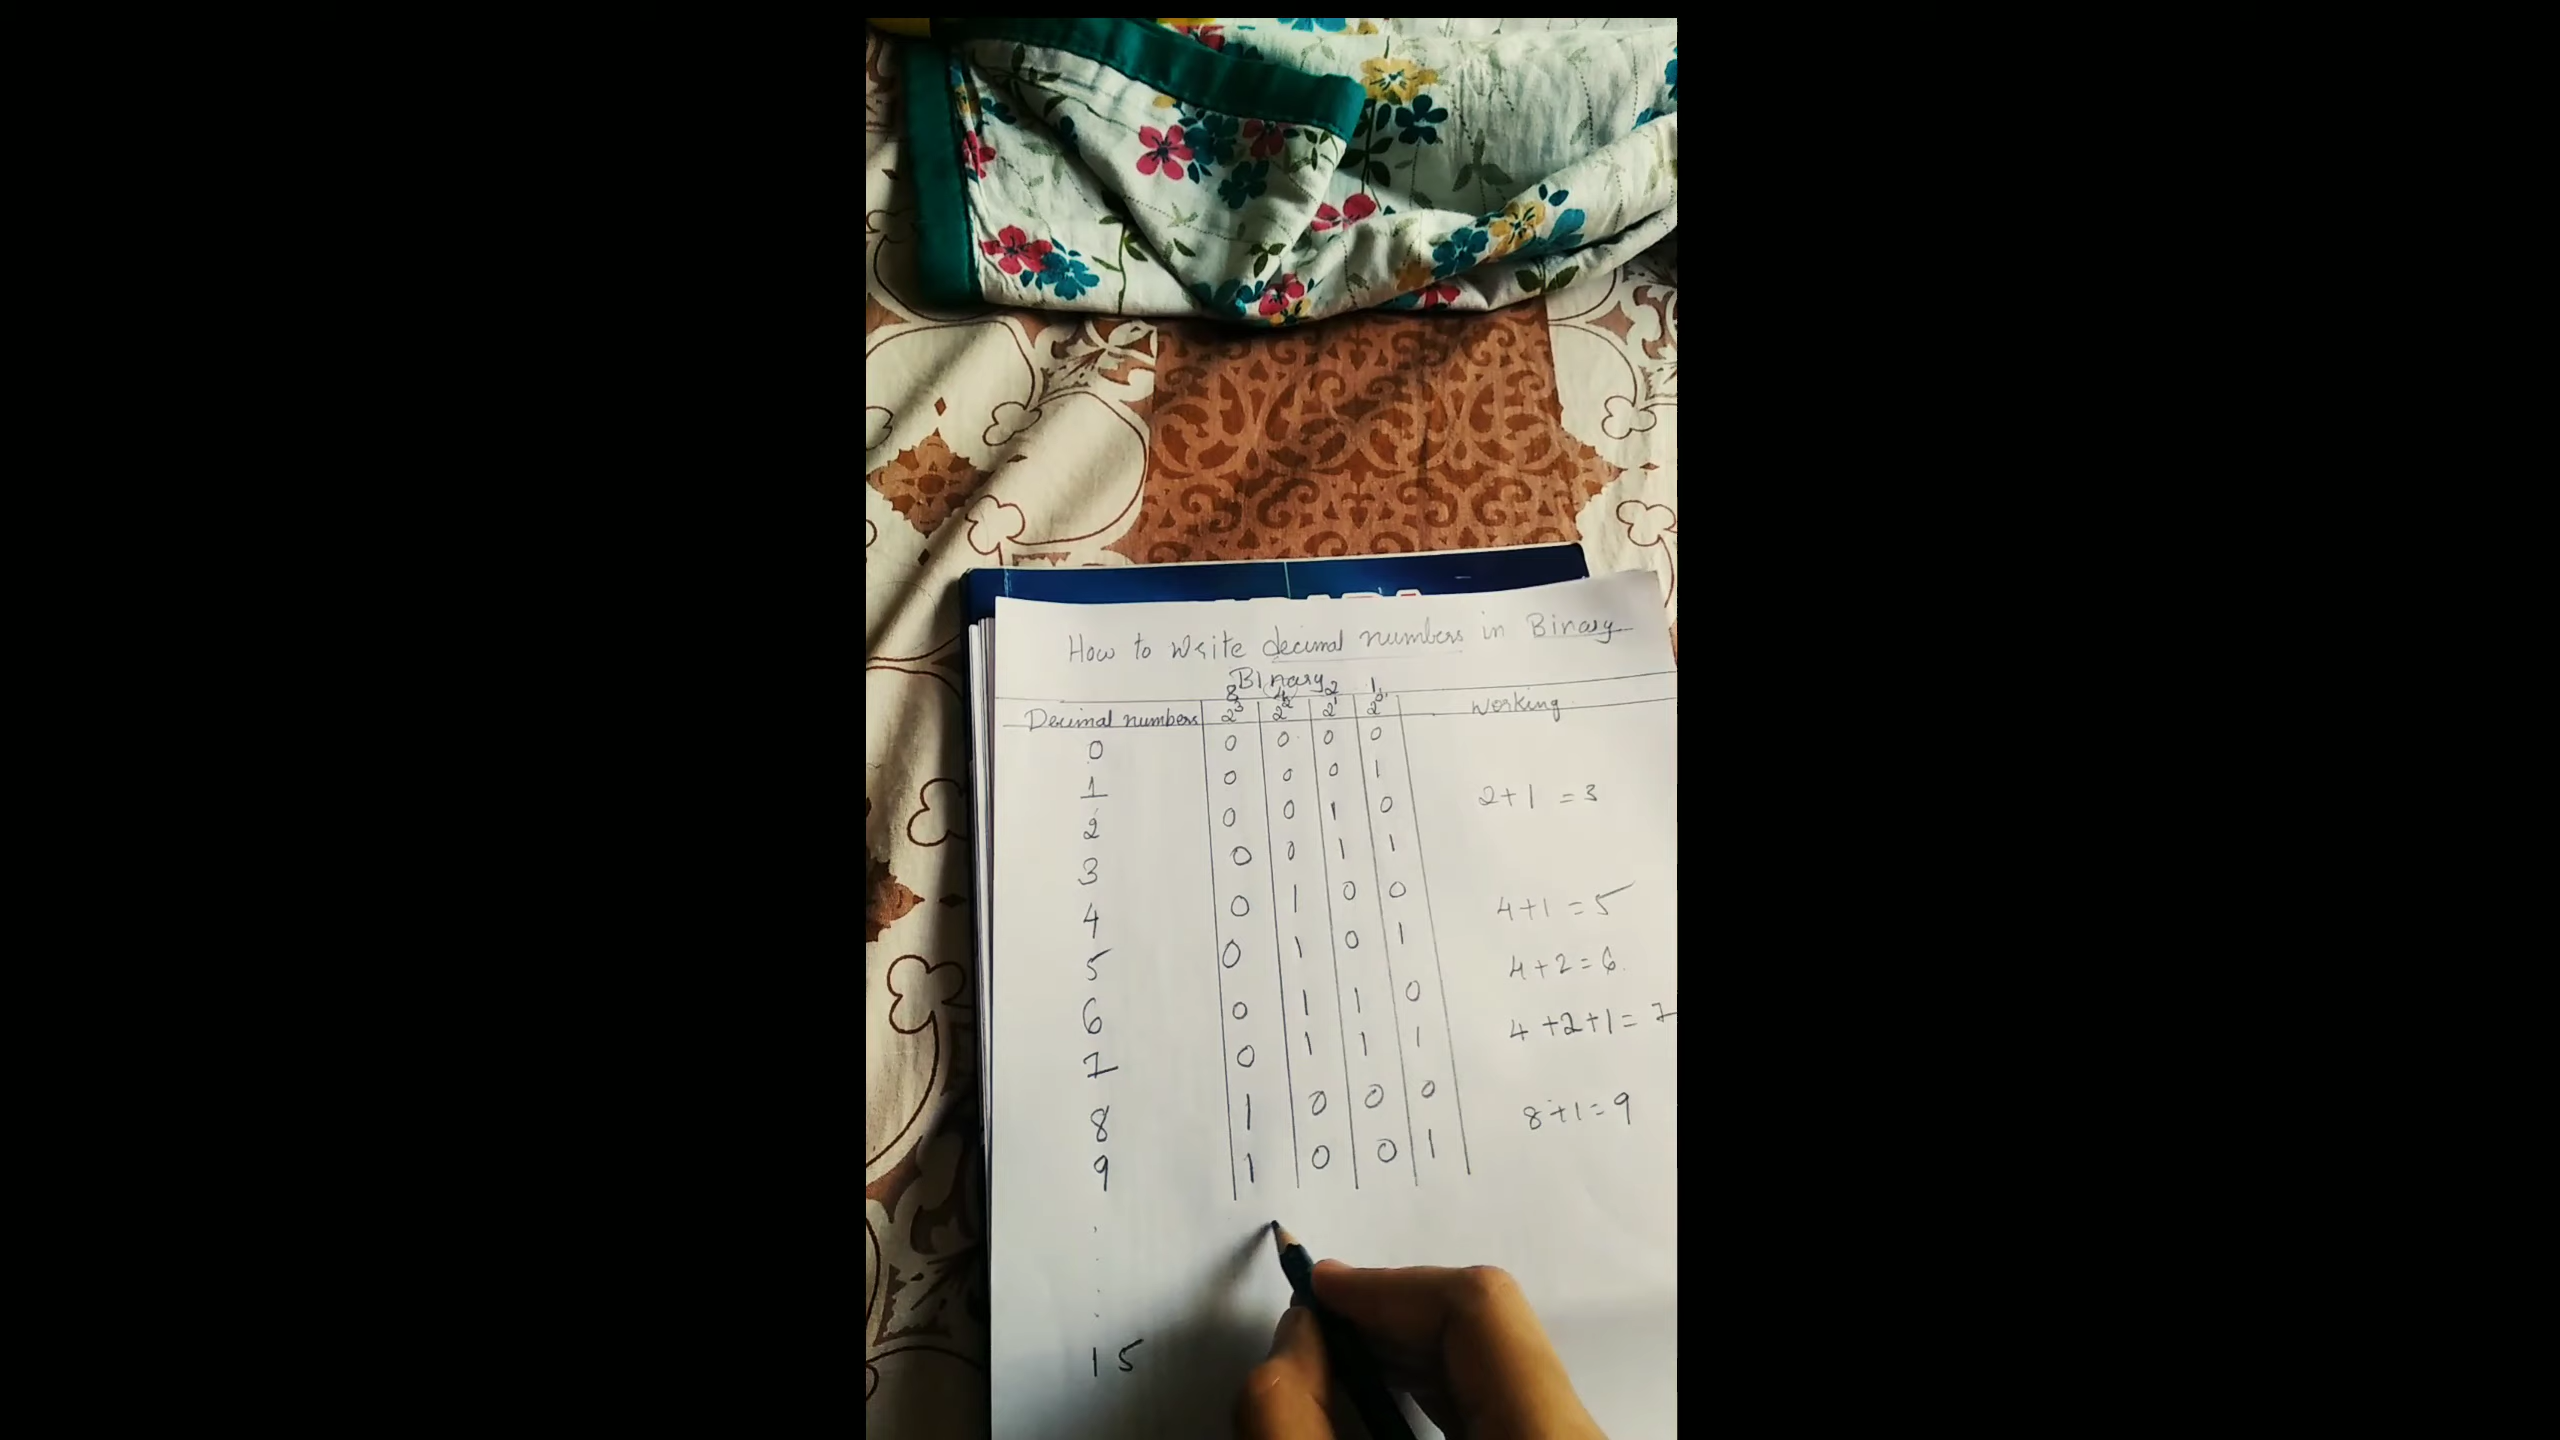 How to write decimal numbers in Binary
Binary
8 4 2 1
Decimal numbers 2³ 2² 2¹ 2⁰ Working
0 0 0 0 0
1 0 0 0 1
2 0 0 1 0 2+1 =3
3 0 0 1 1
4 0 1 0 0 4+1 =5
5 0 1 0 1 4+2=6
6 0 1 1 0 4+2+1=7
7 0 1 1 1
8 1 0 0 0 8+1=9
9 1 0 0 1
.
.
.
.
15